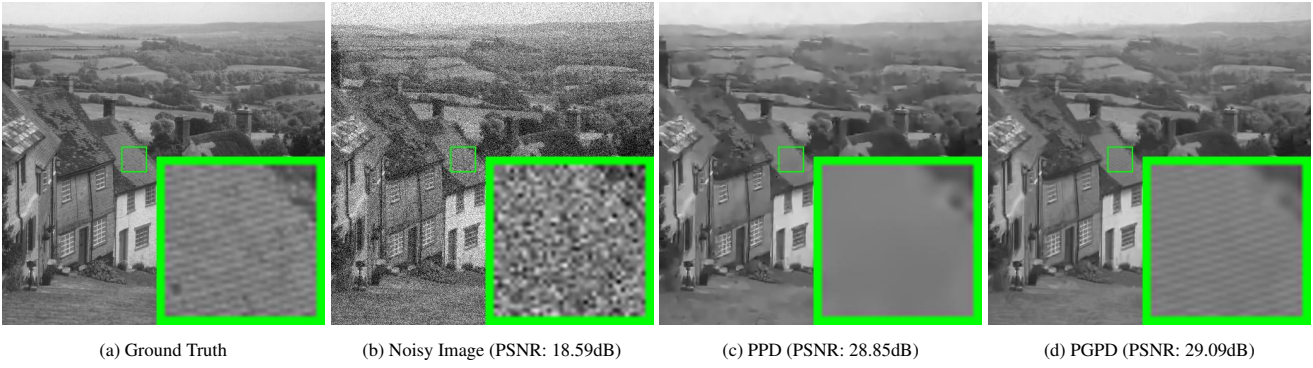 (a) Ground Truth
(b) Noisy Image (PSNR: 18.59dB)
(c) PPD (PSNR: 28.85dB)
(d) PGPD (PSNR: 29.09dB)